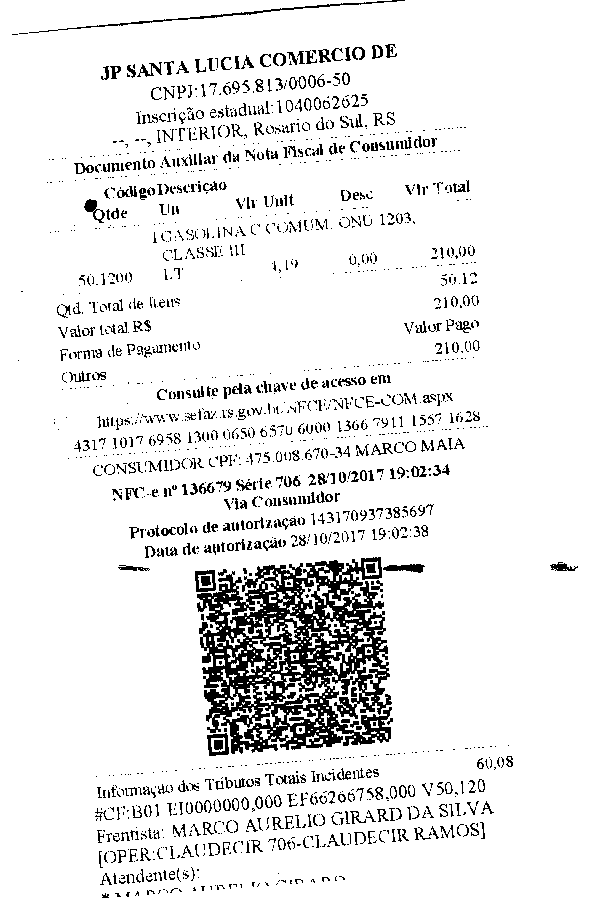 JP SANTA LUCIA COMERCIO DE
CNPJ:17.695.813/0006-50
Inscrição estadual:1040062625
--, --, INTERIOR, Rosario do Sul, RS
Documento Auxiliar da Nota Fiscal de Consumidor
Código Descrição
Qtde Un Vlr Unit Desc Vlr Total
1 GASOLINA C COMUM, ONU 1203,
CLASSE III
50.1200 LT 4,19 0,00 210,00
Qtd. Total de Itens 50.12
Valor total R$ 210,00
Forma de Pagamento Valor Pago
Outros 210.00
Consulte pela chave de acesso em
https://www.sefaz.rs.gov.br/NFCE/NFCE-COM.aspx
4317 1017 6958 1300 0650 6570 6000 1366 7911 1557 1628
CONSUMIDOR CPF: 475.008.670-34 MARCO MAIA
NFC-e nº 136679 Série 706 28/10/2017 19:02:34
Via Consumidor
Protocolo de autorização 143170937385697
Data de autorização 28/10/2017 19:02:38
Informação dos Tributos Totais Incidentes 60,08
#CF:B01 EI0000000,000 EF66266758,000 V50,120
Frentista: MARCO AURELIO GIRARD DA SILVA
[OPER:CLAUDECIR 706-CLAUDECIR RAMOS]
Atendente(s):
* MARCO AURELIO GIRARD